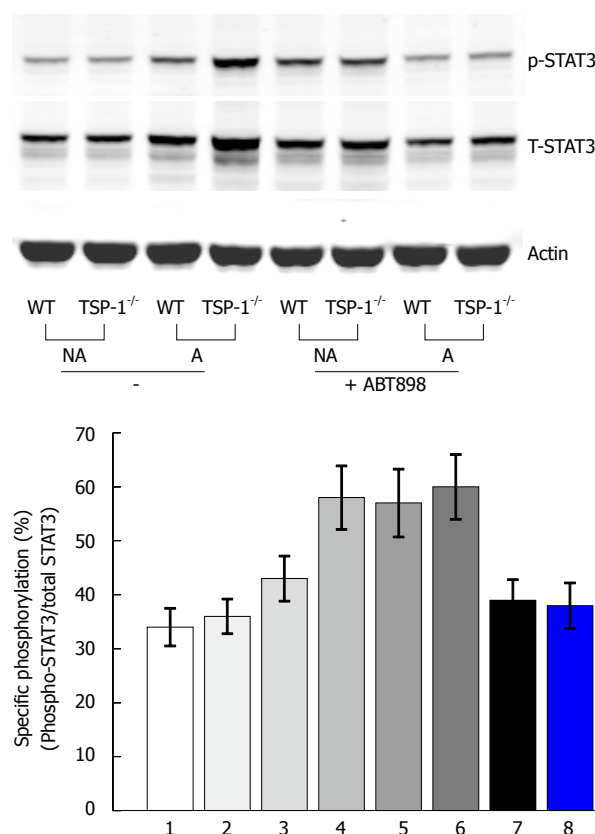 p-STAT3
T-STAT3
Actin
WT TSP-1-/- WT TSP-1-/- WT TSP-1-/- WT TSP-1-/-
NA A NA A
- + ABT898
Specific phosphorylation (%)
(Phospho-STAT3/total STAT3)
70
60
50
40
30
20
10
0
1 2 3 4 5 6 7 8